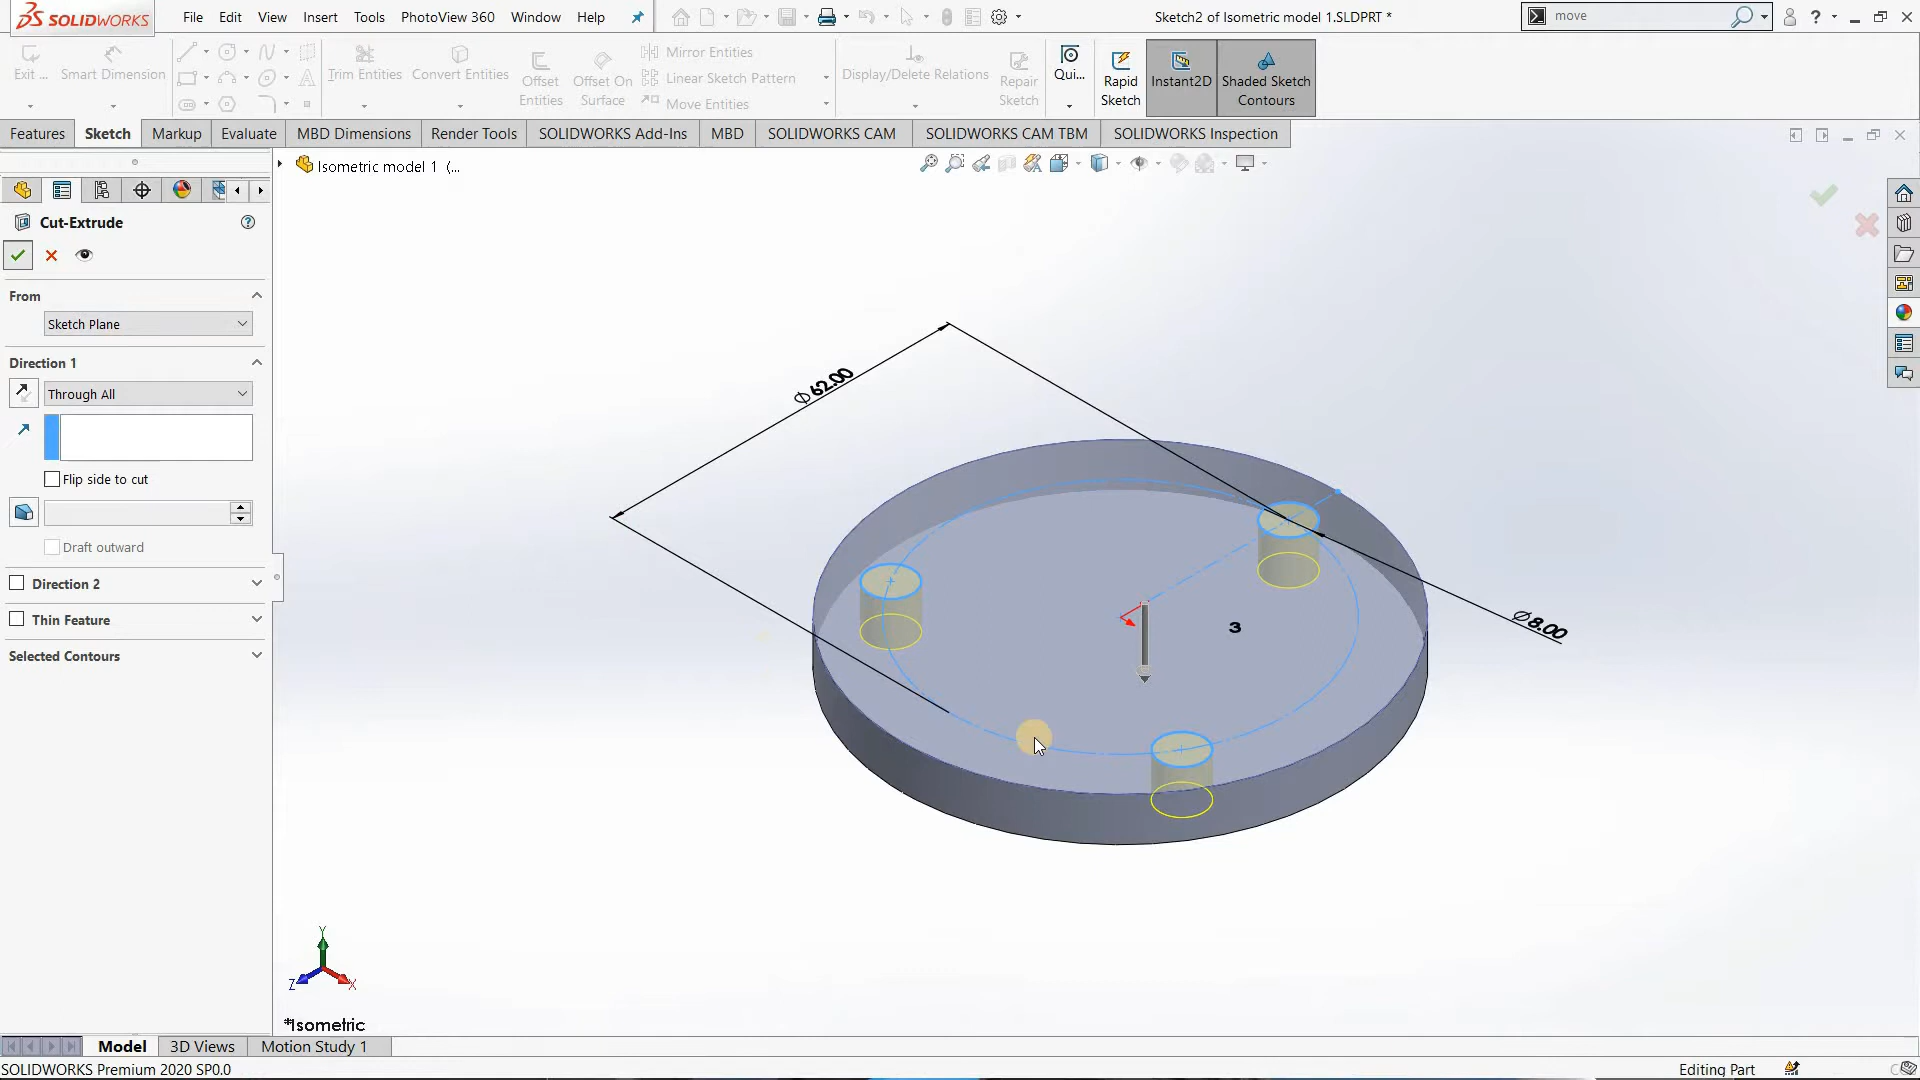 SOLIDWORKS File Edit View Insert Tools PhotoView 360 Window Help Sketch2 of Isometric model 1.SLDPRT * move ?
Exit ... Smart Dimension Trim Entities Convert Entities Offset Entities Offset On Surface Mirror Entities Linear Sketch Pattern Move Entities Display/Delete Relations Repair Sketch Qui... Rapid Sketch Instant2D Shaded Sketch Contours
Features Sketch Markup Evaluate MBD Dimensions Render Tools SOLIDWORKS Add-Ins MBD SOLIDWORKS CAM SOLIDWORKS CAM TBM SOLIDWORKS Inspection
Isometric model 1 (...
Cut-Extrude ?
From
Sketch Plane
Direction 1
Through All
Flip side to cut
Draft outward
Direction 2
Thin Feature
Selected Contours
∅62.00
3
∅8.00
Y
Z X
*Isometric
Model 3D Views Motion Study 1
SOLIDWORKS Premium 2020 SP0.0 Editing Part